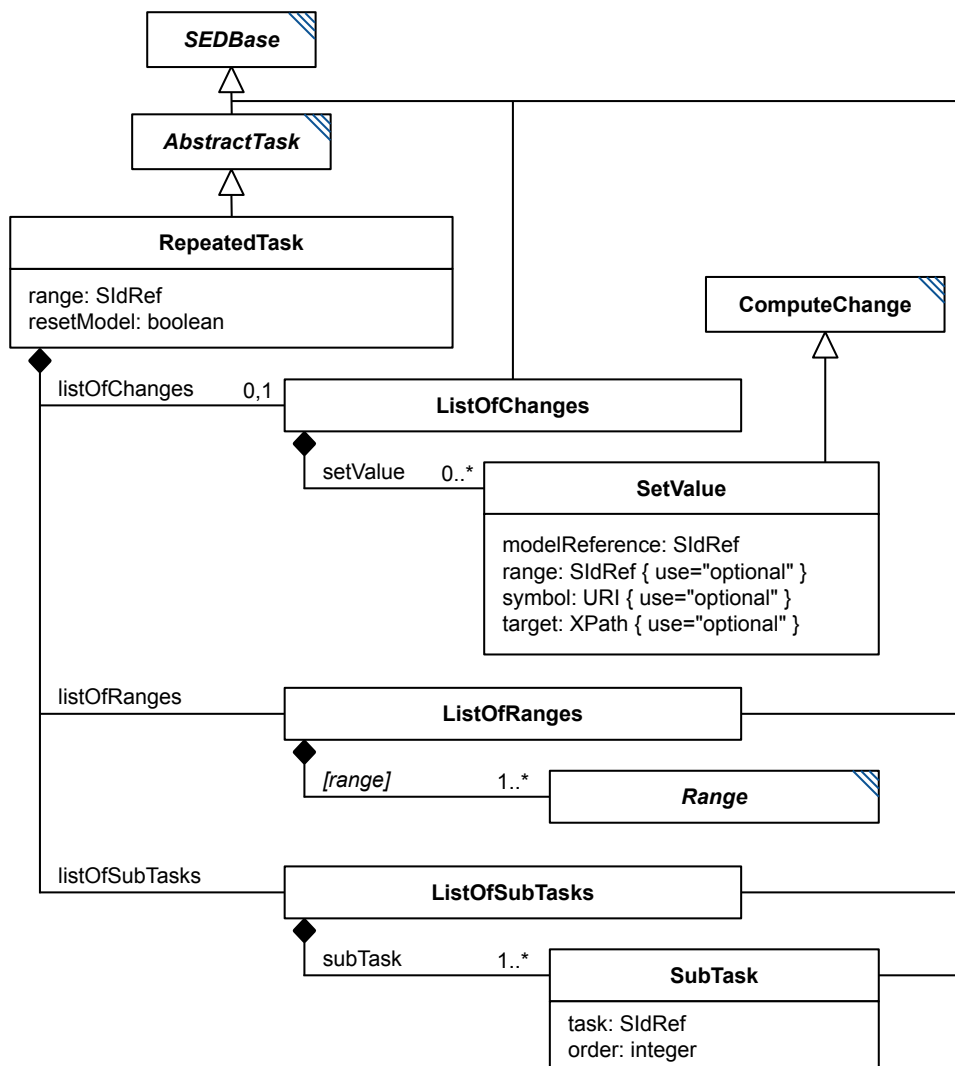 SEDBase
AbstractTask
RepeatedTask
range: SIdRef
resetModel: boolean
ComputeChange
listOfChanges 0,1
ListOfChanges
setValue 0..*
SetValue
modelReference: SIdRef
range: SIdRef { use="optional" }
symbol: URI { use="optional" }
target: XPath { use="optional" }
listOfRanges
ListOfRanges
[range] 1..*
Range
listOfSubTasks
ListOfSubTasks
subTask 1..*
SubTask
task: SIdRef
order: integer